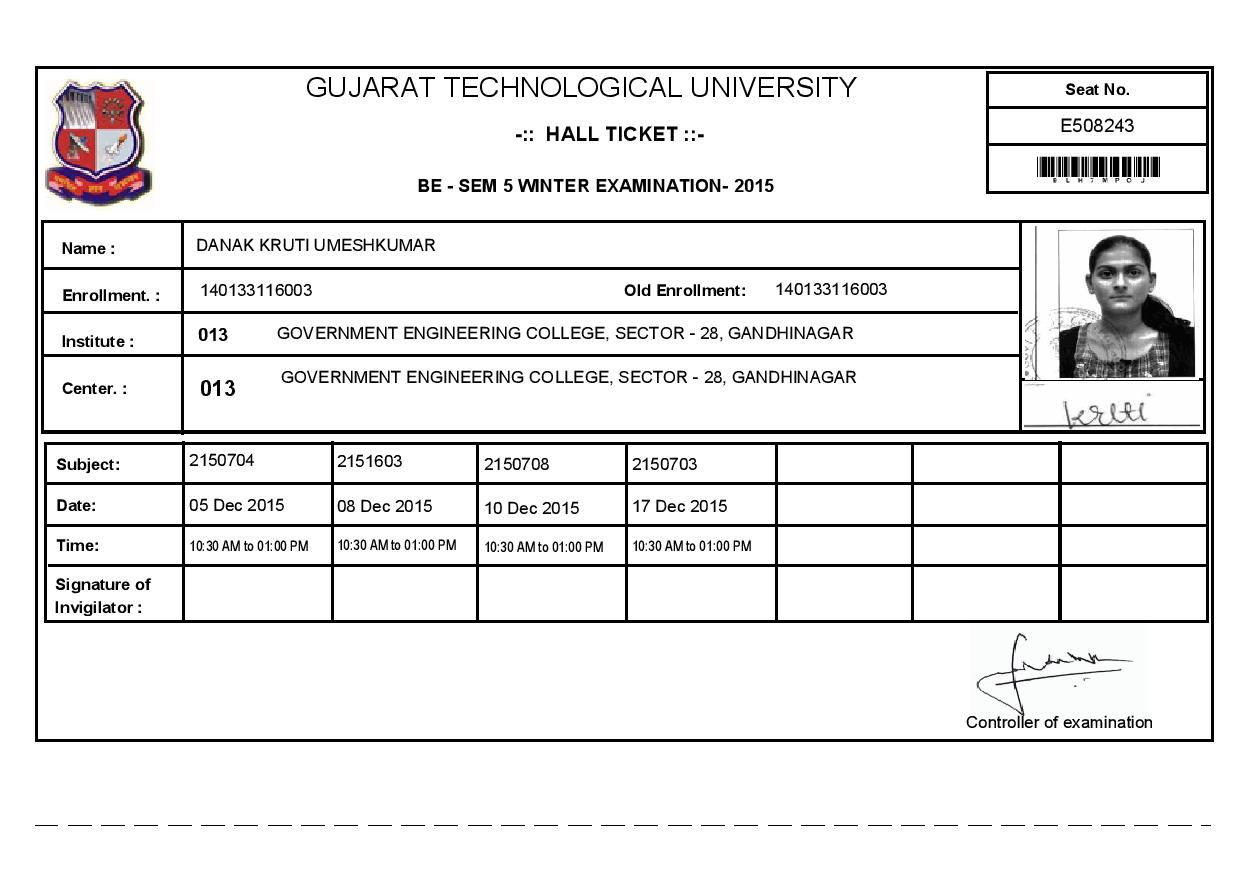 GUJARAT TECHNOLOGICAL UNIVERSITY
-:: HALL TICKET ::-
BE - SEM 5 WINTER EXAMINATION- 2015
Seat No.
E508243
9 L H 7 M P O J
Name : DANAK KRUTI UMESHKUMAR
Enrollment. : 140133116003 Old Enrollment: 140133116003
Institute : 013 GOVERNMENT ENGINEERING COLLEGE, SECTOR - 28, GANDHINAGAR
Center. : 013 GOVERNMENT ENGINEERING COLLEGE, SECTOR - 28, GANDHINAGAR
kruti
Subject: 2150704 2151603 2150708 2150703
Date: 05 Dec 2015 08 Dec 2015 10 Dec 2015 17 Dec 2015
Time: 10:30 AM to 01:00 PM 10:30 AM to 01:00 PM 10:30 AM to 01:00 PM 10:30 AM to 01:00 PM
Signature of
Invigilator :
Controller of examination